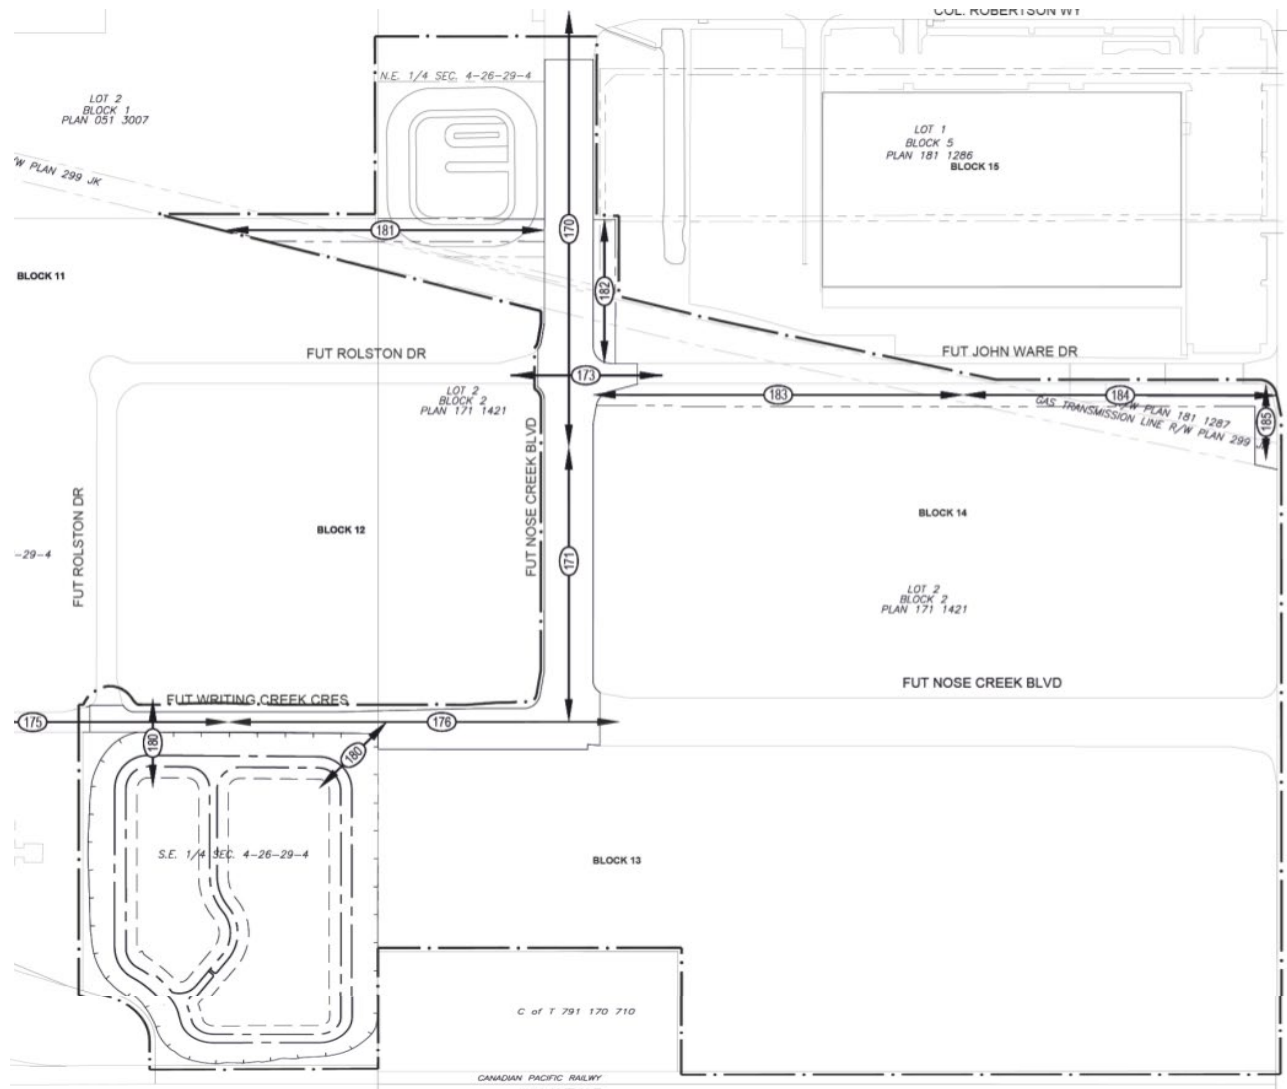 COL. ROBERTSON WY
N.E. 1/4 SEC. 4-26-29-4
LOT 2
BLOCK 1
PLAN 051 3007
LOT 1
BLOCK 5
PLAN 181 1286
BLOCK 15
/W PLAN 299 JK
170
181
BLOCK 11
182
FUT ROLSTON DR
FUT JOHN WARE DR
173
LOT 2
BLOCK 2
PLAN 171 1421
183
184
185
R/W PLAN 181 1287
GAS TRANSMISSION LINE R/W PLAN 299 J
FUT NOSE CREEK BLVD
FUT ROLSTON DR
BLOCK 12
BLOCK 14
-29-4
171
LOT 2
BLOCK 2
PLAN 171 1421
FUT NOSE CREEK BLVD
FUT WRITING CREEK CRES
175
176
180
180
S.E. 1/4 SEC. 4-26-29-4
BLOCK 13
C of T 791 170 710
CANADIAN PACIFIC RAILWY